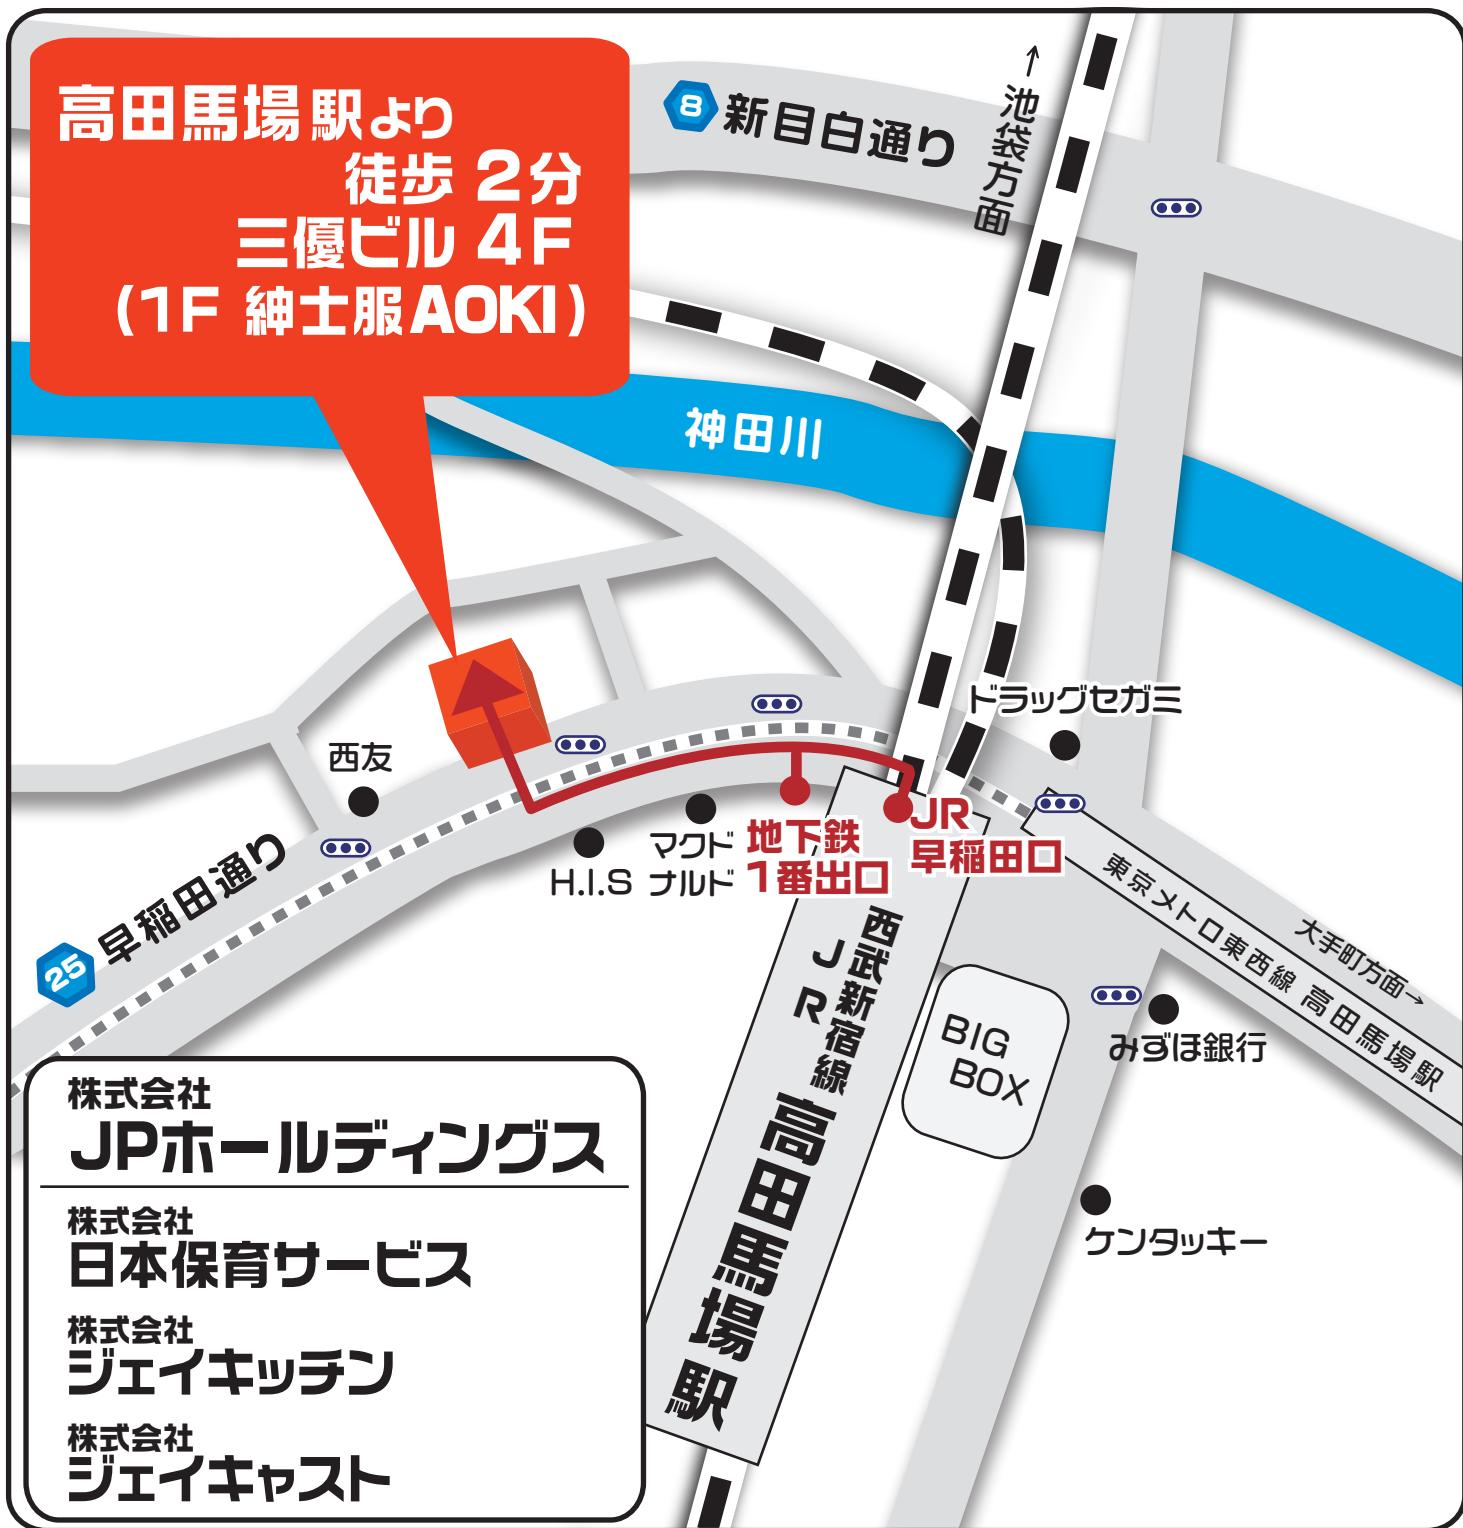 高田馬場駅より
徒歩 2分
三優ビル 4F
(1F 紳士服AOKI)
8
新目白通り
←池袋方面
神田川
ドラッグセガミ
西友
マクド
ナルド
H.I.S
地下鉄
1番出口
JR
早稲田口
25
早稲田通り
東京メトロ東西線 高田馬場駅
大手町方面→
西武新宿線
JR
高田馬場駅
BIG
BOX
みずほ銀行
ケンタッキー
株式会社
JPホールディングス
株式会社
日本保育サービス
株式会社
ジェイキッチン
株式会社
ジェイキャスト